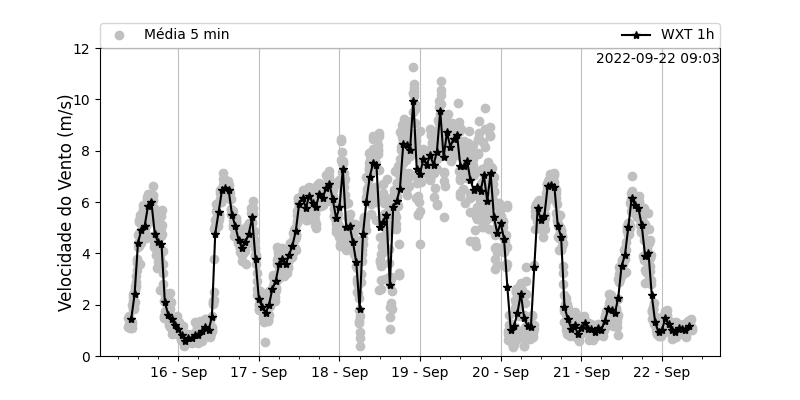 Média 5 min
WXT 1h
2022-09-22 09:03
Velocidade do Vento (m/s)
12
10
8
6
4
2
0
16 - Sep
17 - Sep
18 - Sep
19 - Sep
20 - Sep
21 - Sep
22 - Sep